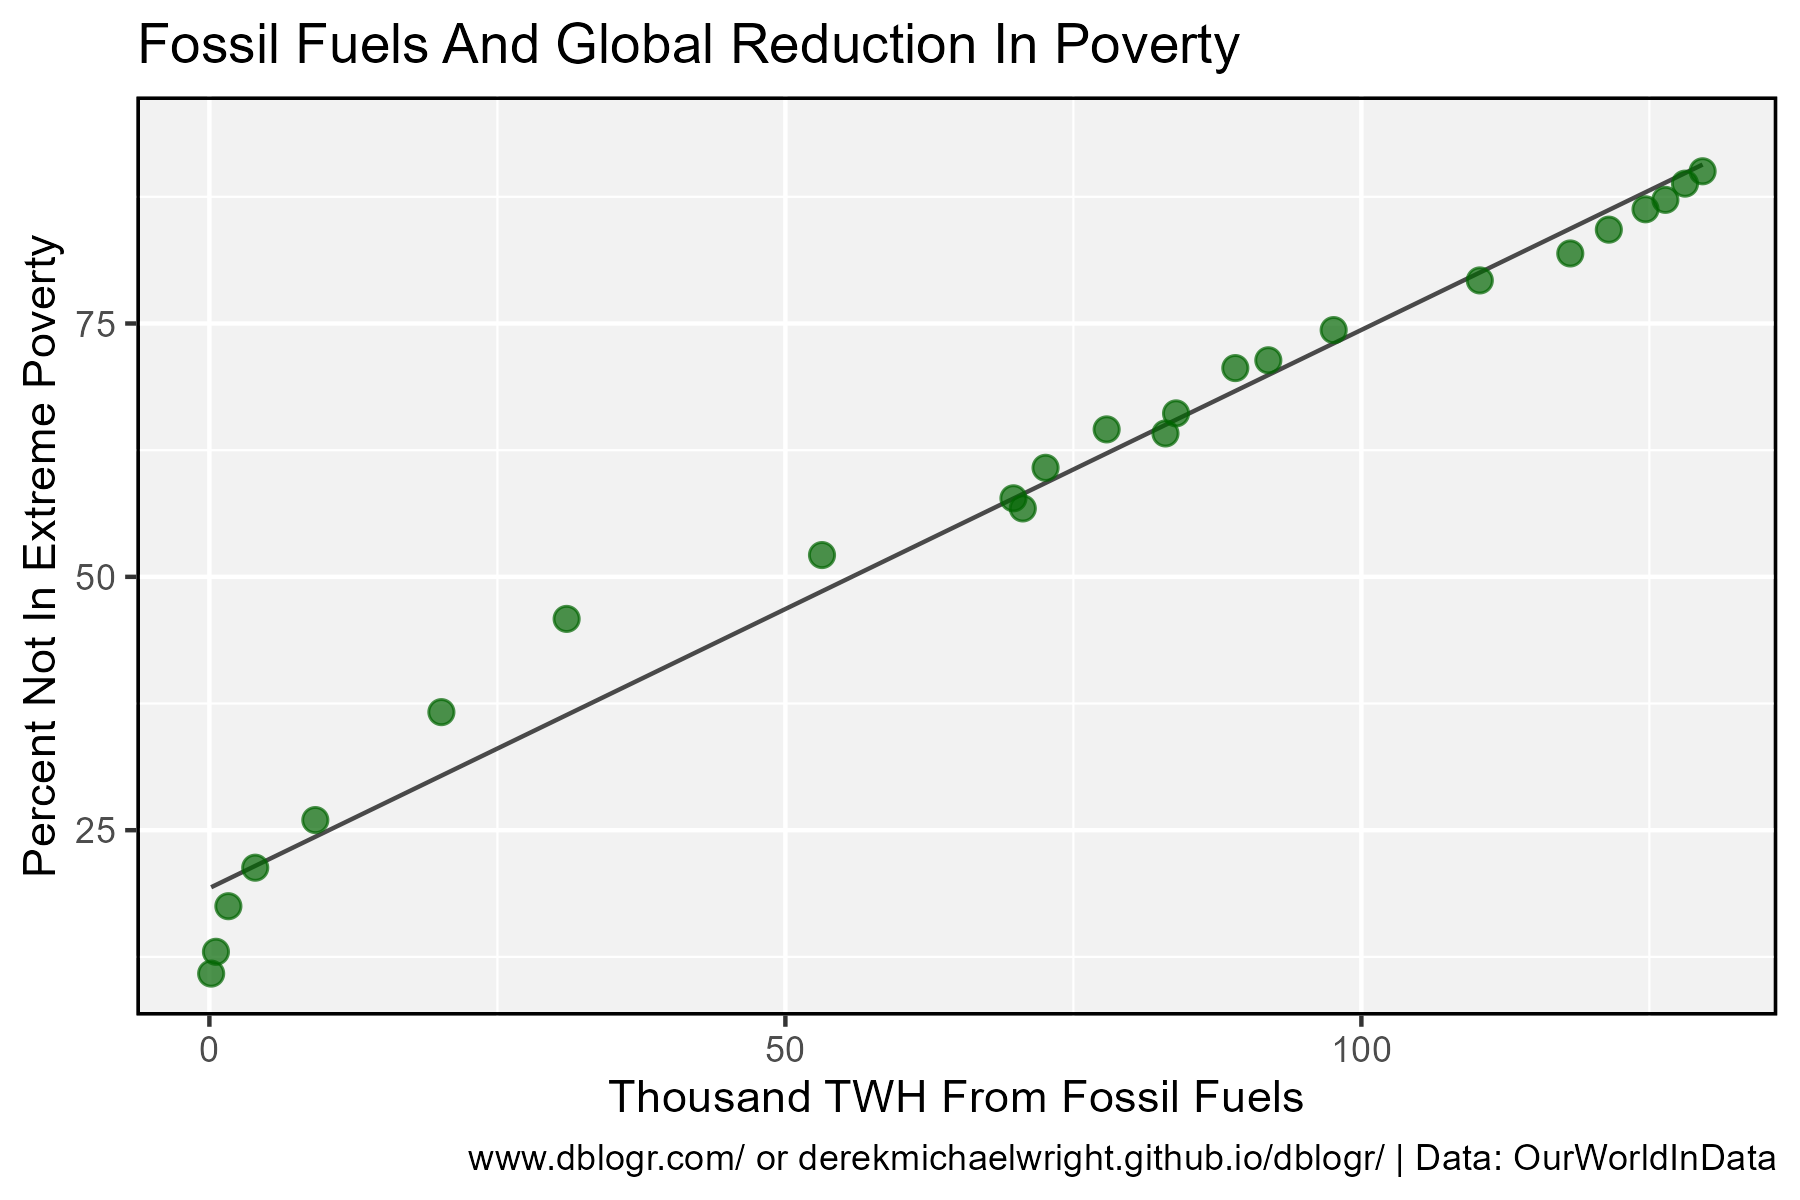 Fossil Fuels And Global Reduction In Poverty
Percent Not In Extreme Poverty
75
50
25
0
50
100
Thousand TWH From Fossil Fuels
www.dblogr.com/ or derekmichaelwright.github.io/dblogr/ | Data: OurWorldInData